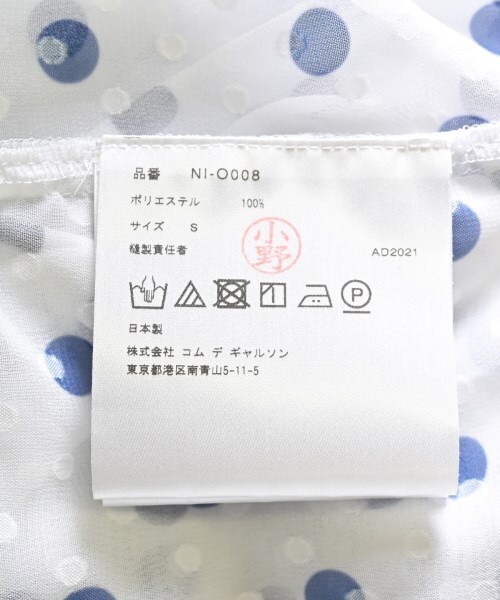 品番 NI-O008
ポリエステル 100%
サイズ S
縫製責任者 小野 AD2021
日本製
株式会社 コム デ ギャルソン
東京都港区南青山5-11-5